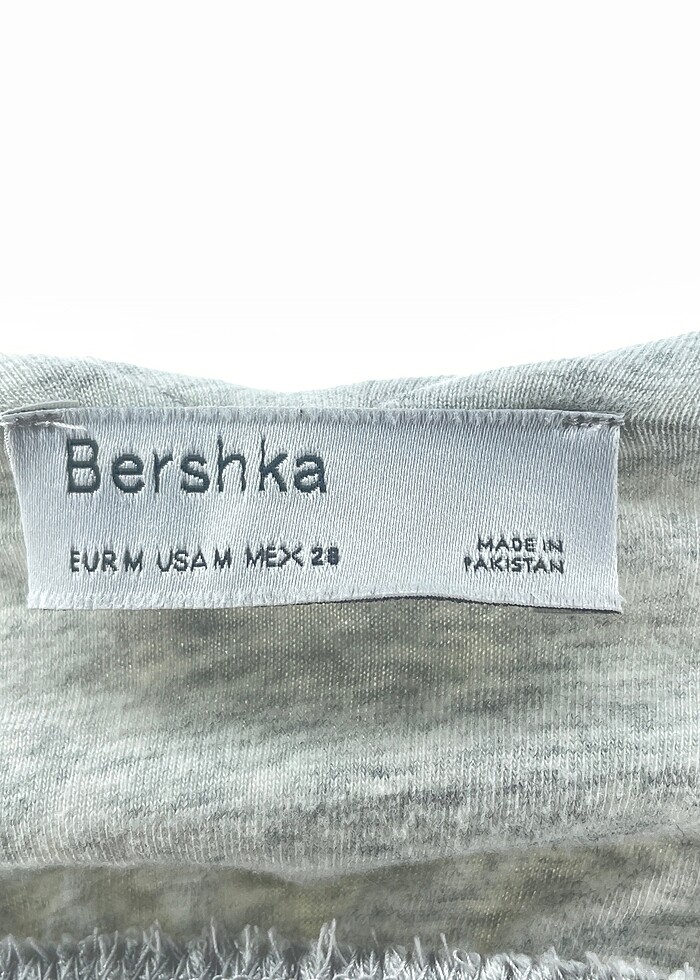 Bershka
EUR M USA M MEX 28
MADE IN
PAKISTAN